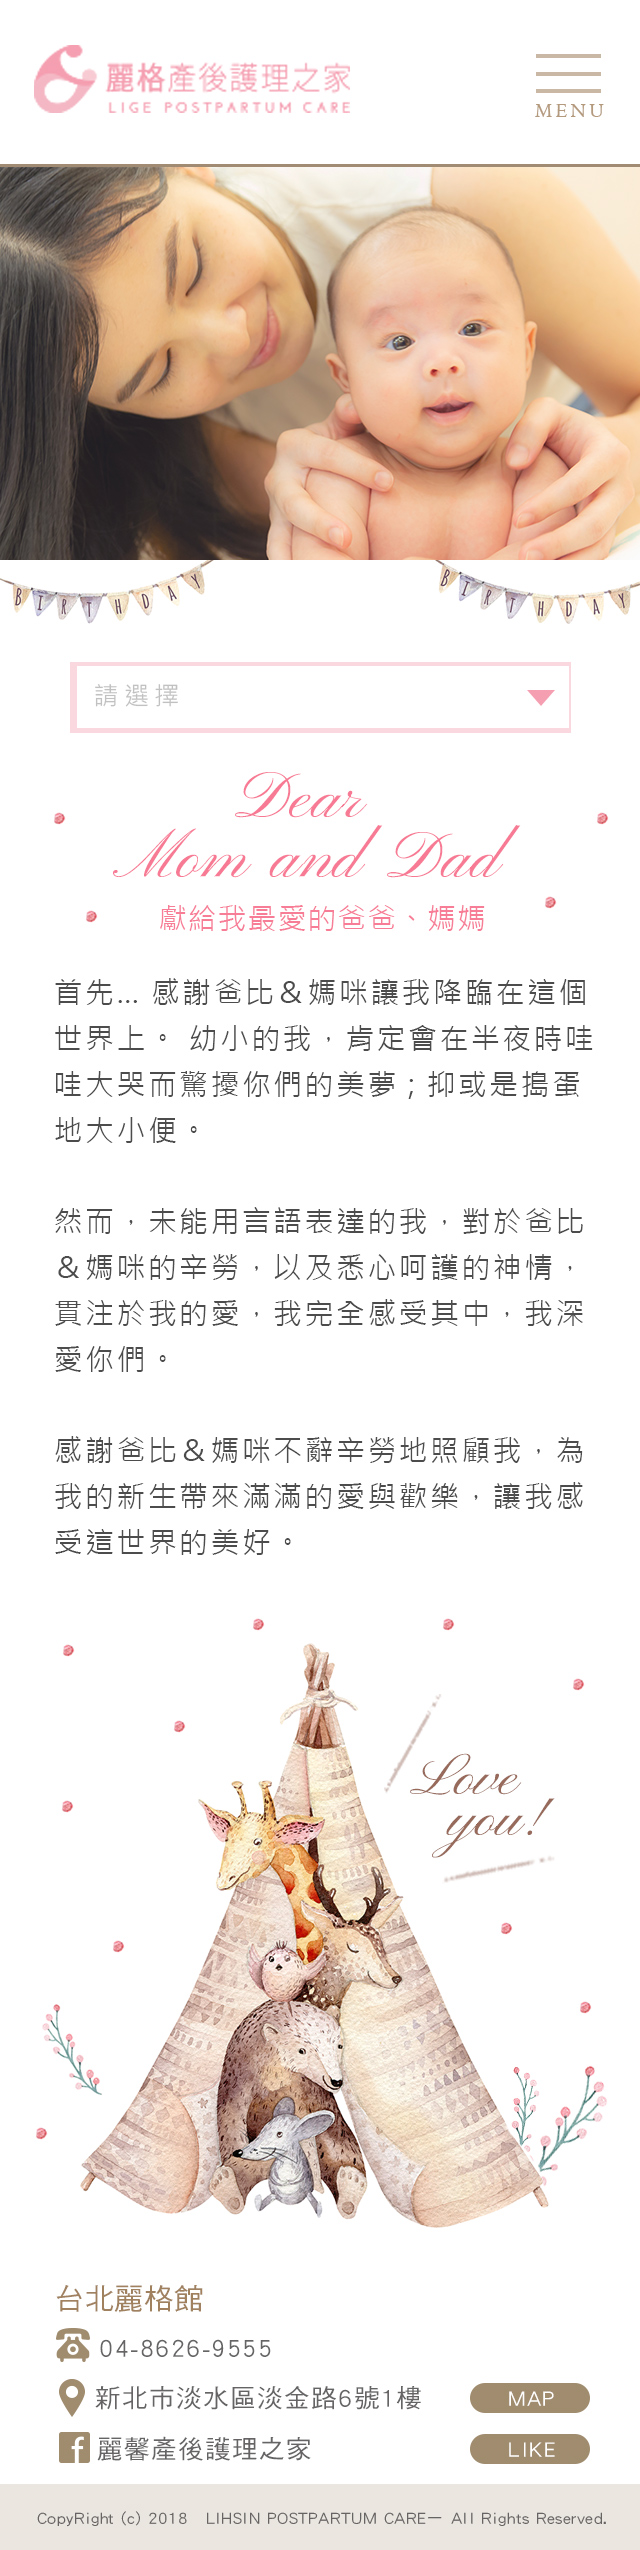 麗格產後護理之家
LIGE POSTPARTUM CARE
MENU
BIRTHDAY
BIRTHDAY
請選擇
Dear
Mom and Dad
獻給我最愛的爸爸、媽媽
首先... 感謝爸比＆媽咪讓我降臨在這個
世界上。 幼小的我，肯定會在半夜時哇
哇大哭而驚擾你們的美夢；抑或是搗蛋
地大小便。
然而，未能用言語表達的我，對於爸比
＆媽咪的辛勞，以及悉心呵護的神情，
貫注於我的愛，我完全感受其中，我深
愛你們。
感謝爸比＆媽咪不辭辛勞地照顧我，為
我的新生帶來滿滿的愛與歡樂，讓我感
受這世界的美好。
Love
you!
台北麗格館
04-8626-9555
新北市淡水區淡金路6號1樓
MAP
麗馨產後護理之家
LIKE
CopyRight (c) 2018 LIHSIN POSTPARTUM CARE一 All Rights Reserved.